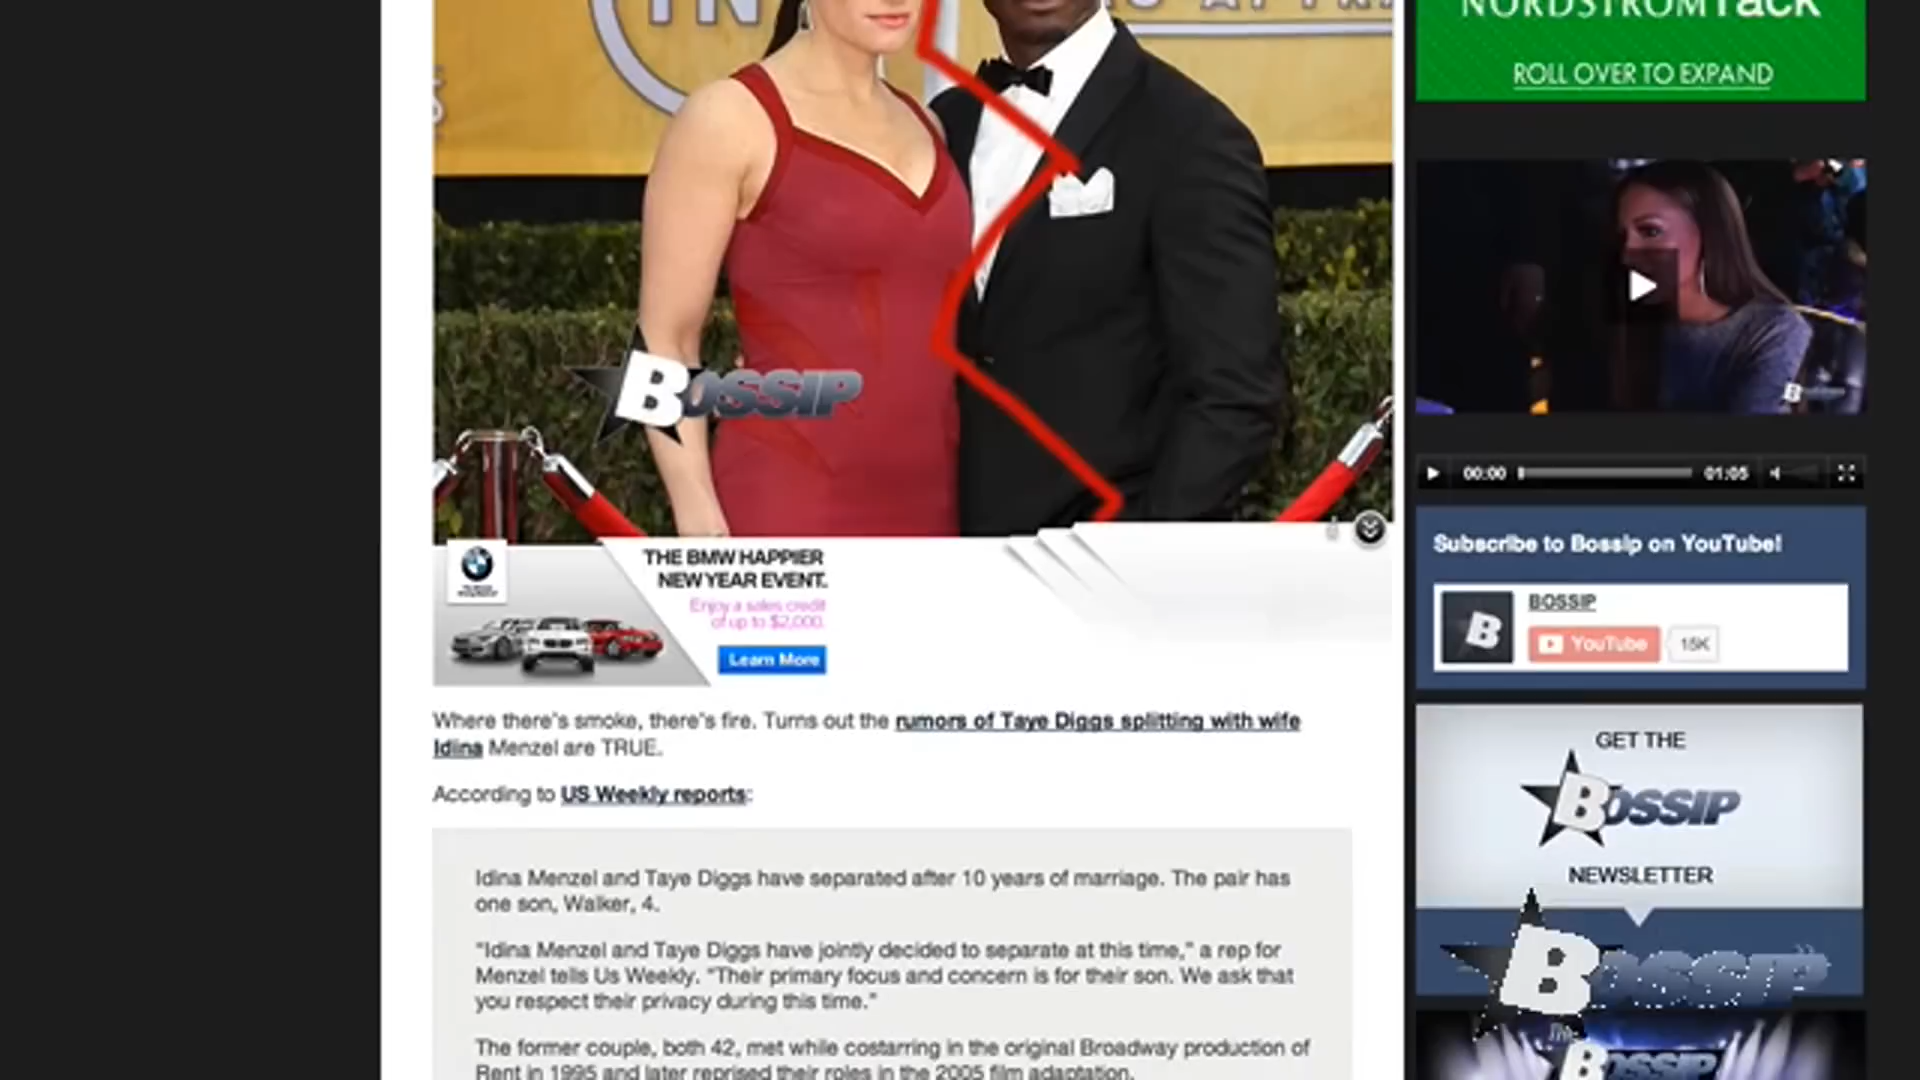 NORDSTROM rack
ROLL OVER TO EXPAND
BOSSIP
00:00
01:05
THE BMW HAPPIER
NEW YEAR EVENT.
Enjoy a sales credit
of up to $2,000.
Learn More
Subscribe to Bossip on YouTube!
BOSSIP
B
YouTube
15K
Where there's smoke, there's fire. Turns out the rumors of Taye Diggs splitting with wife
Idina Menzel are TRUE.
According to US Weekly reports:
Idina Menzel and Taye Diggs have separated after 10 years of marriage. The pair has
one son, Walker, 4.
"Idina Menzel and Taye Diggs have jointly decided to separate at this time," a rep for
Menzel tells Us Weekly. "Their primary focus and concern is for their son. We ask that
you respect their privacy during this time."
The former couple, both 42, met while costarring in the original Broadway production of
Rent in 1995 and later reprised their roles in the 2005 film adaptation.
GET THE
BOSSIP
NEWSLETTER
BOSSIP
BOSSIP